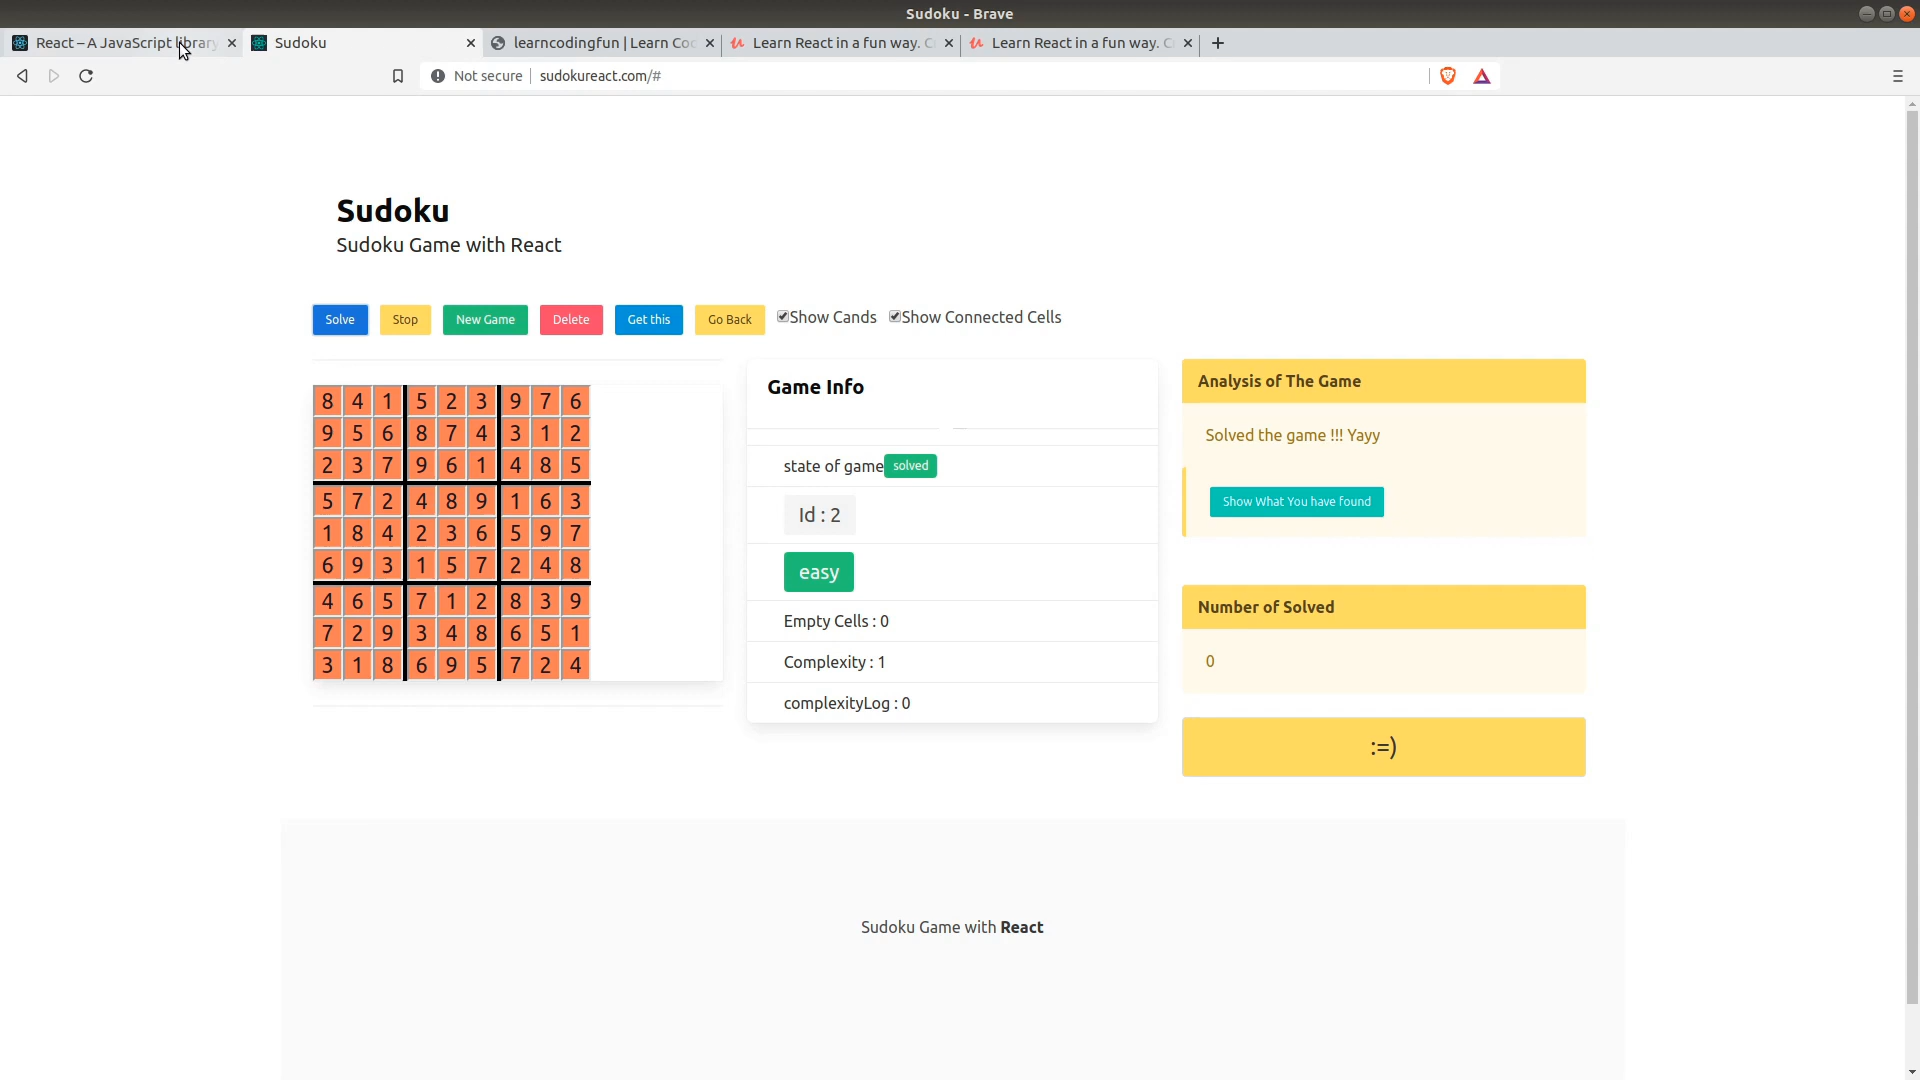 Sudoku - Brave
React – A JavaScript library
Sudoku
learncodingfun | Learn Co
Learn React in a fun way. C
Learn React in a fun way. C
Not secure
sudokureact.com/#
Sudoku
Sudoku Game with React
Solve
Stop
New Game
Delete
Get this
Go Back
Show Cands
Show Connected Cells
8 4 1 5 2 3 9 7 6
9 5 6 8 7 4 3 1 2
2 3 7 9 6 1 4 8 5
5 7 2 4 8 9 1 6 3
1 8 4 2 3 6 5 9 7
6 9 3 1 5 7 2 4 8
4 6 5 7 1 2 8 3 9
7 2 9 3 4 8 6 5 1
3 1 8 6 9 5 7 2 4
Game Info
state of game solved
Id : 2
easy
Empty Cells : 0
Complexity : 1
complexityLog : 0
Analysis of The Game
Solved the game !!! Yayy
Show What You have found
Number of Solved
0
:=)
Sudoku Game with React